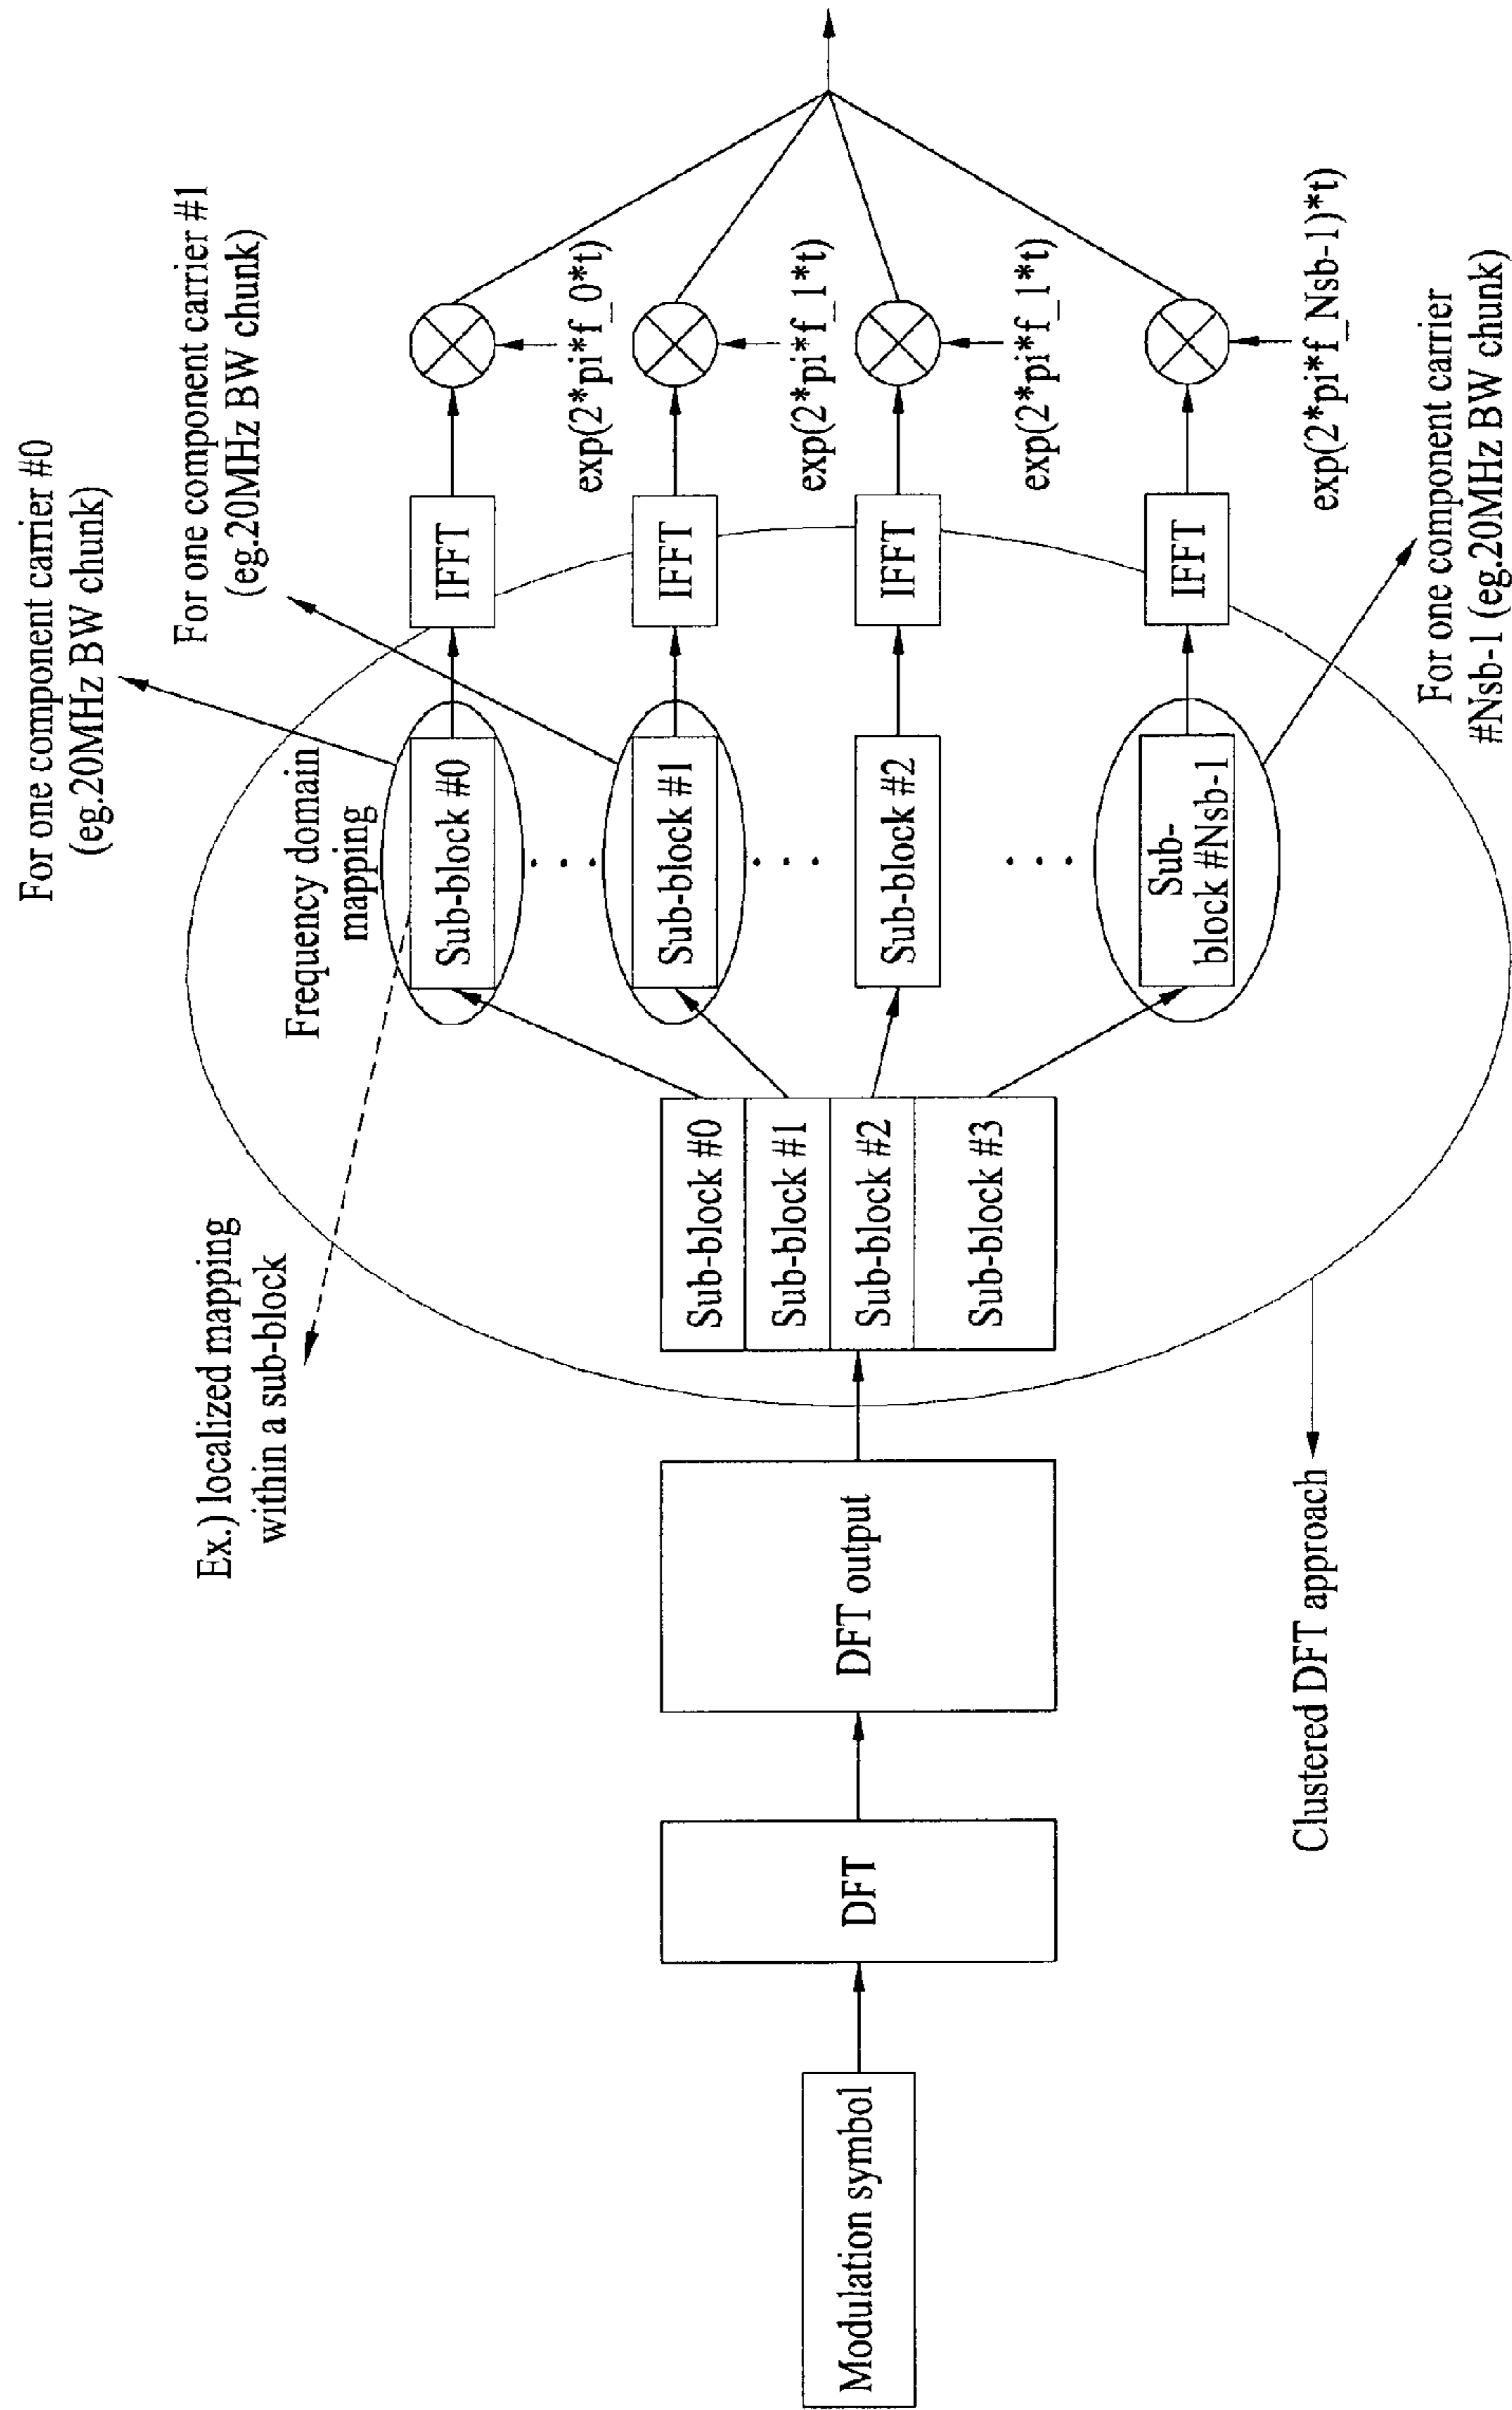 Modulation symbol
DFT
DFT output
Sub-block #0
Sub-block #1
Sub-block #2
Sub-block #3
Ex.) localized mapping
within a sub-block
Clustered DFT approach
Frequency domain
mapping
Sub-block #0
Sub-block #1
Sub-block #2
Sub-
block #Nsb-1
For one component carrier #0
(eg.20MHz BW chunk)
For one component carrier #1
(eg.20MHz BW chunk)
For one component carrier
#Nsb-1 (eg.20MHz BW chunk)
IFFT
IFFT
IFFT
IFFT
exp(2*pi*f_0*t)
exp(2*pi*f_1*t)
exp(2*pi*f_1*t)
exp(2*pi*f_Nsb-1)*t)